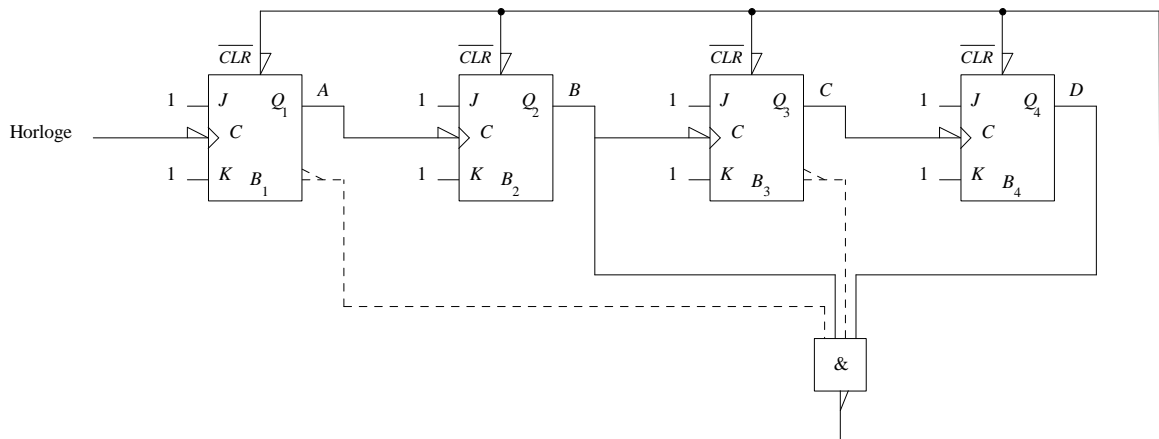 CLR CLR CLR CLR
A B C D
1 J Q1 1 J Q2 1 J Q3 1 J Q4
Horloge C C C C
1 K B1 1 K B2 1 K B3 1 K B4
&